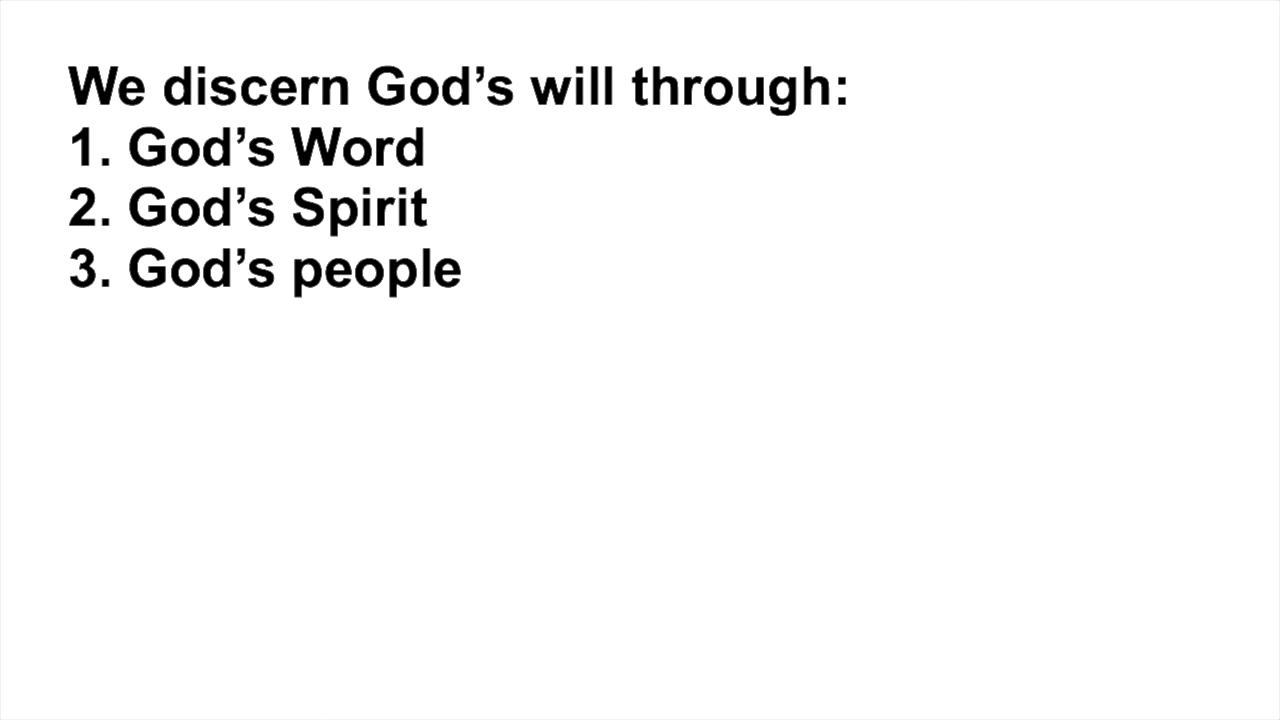 We discern God’s will through:
1. God’s Word
2. God’s Spirit
3. God’s people